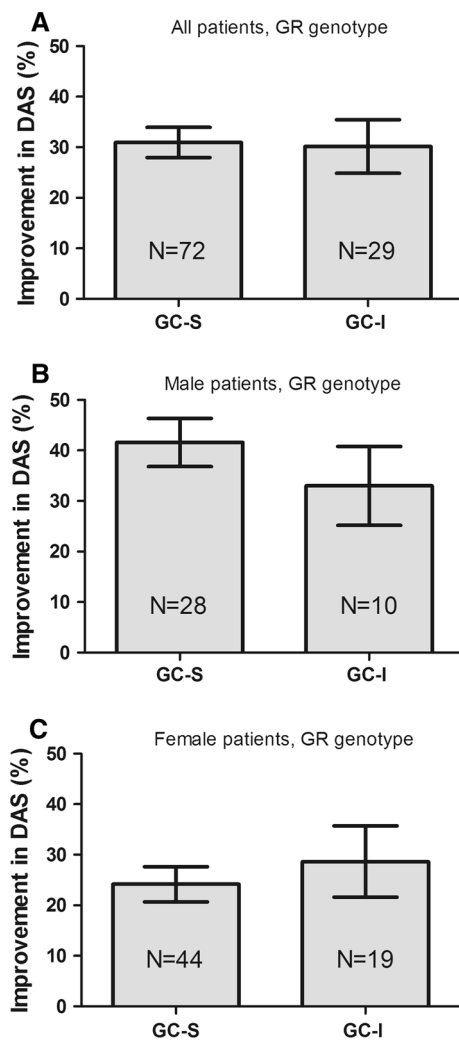 A
All patients, GR genotype
Improvement in DAS (%)
50
40
30
20
10
0
N=72
N=29
GC-S
GC-I
B
Male patients, GR genotype
Improvement in DAS (%)
50
40
30
20
10
0
N=28
N=10
GC-S
GC-I
C
Female patients, GR genotype
Improvement in DAS (%)
50
40
30
20
10
0
N=44
N=19
GC-S
GC-I